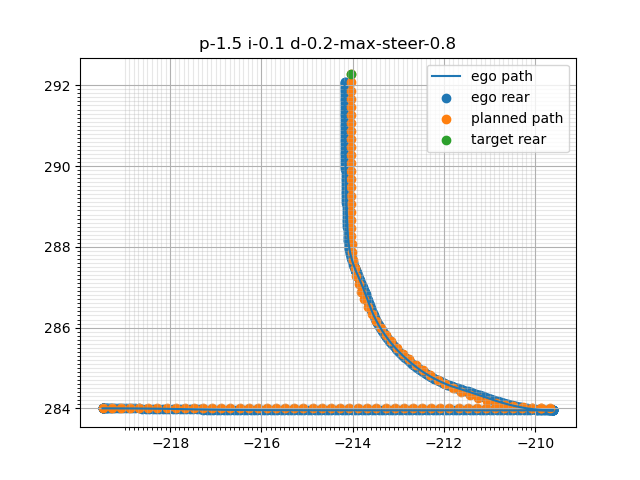 p-1.5 i-0.1 d-0.2-max-steer-0.8
ego path
ego rear
planned path
target rear
292
290
288
286
284
−218
−216
−214
−212
−210